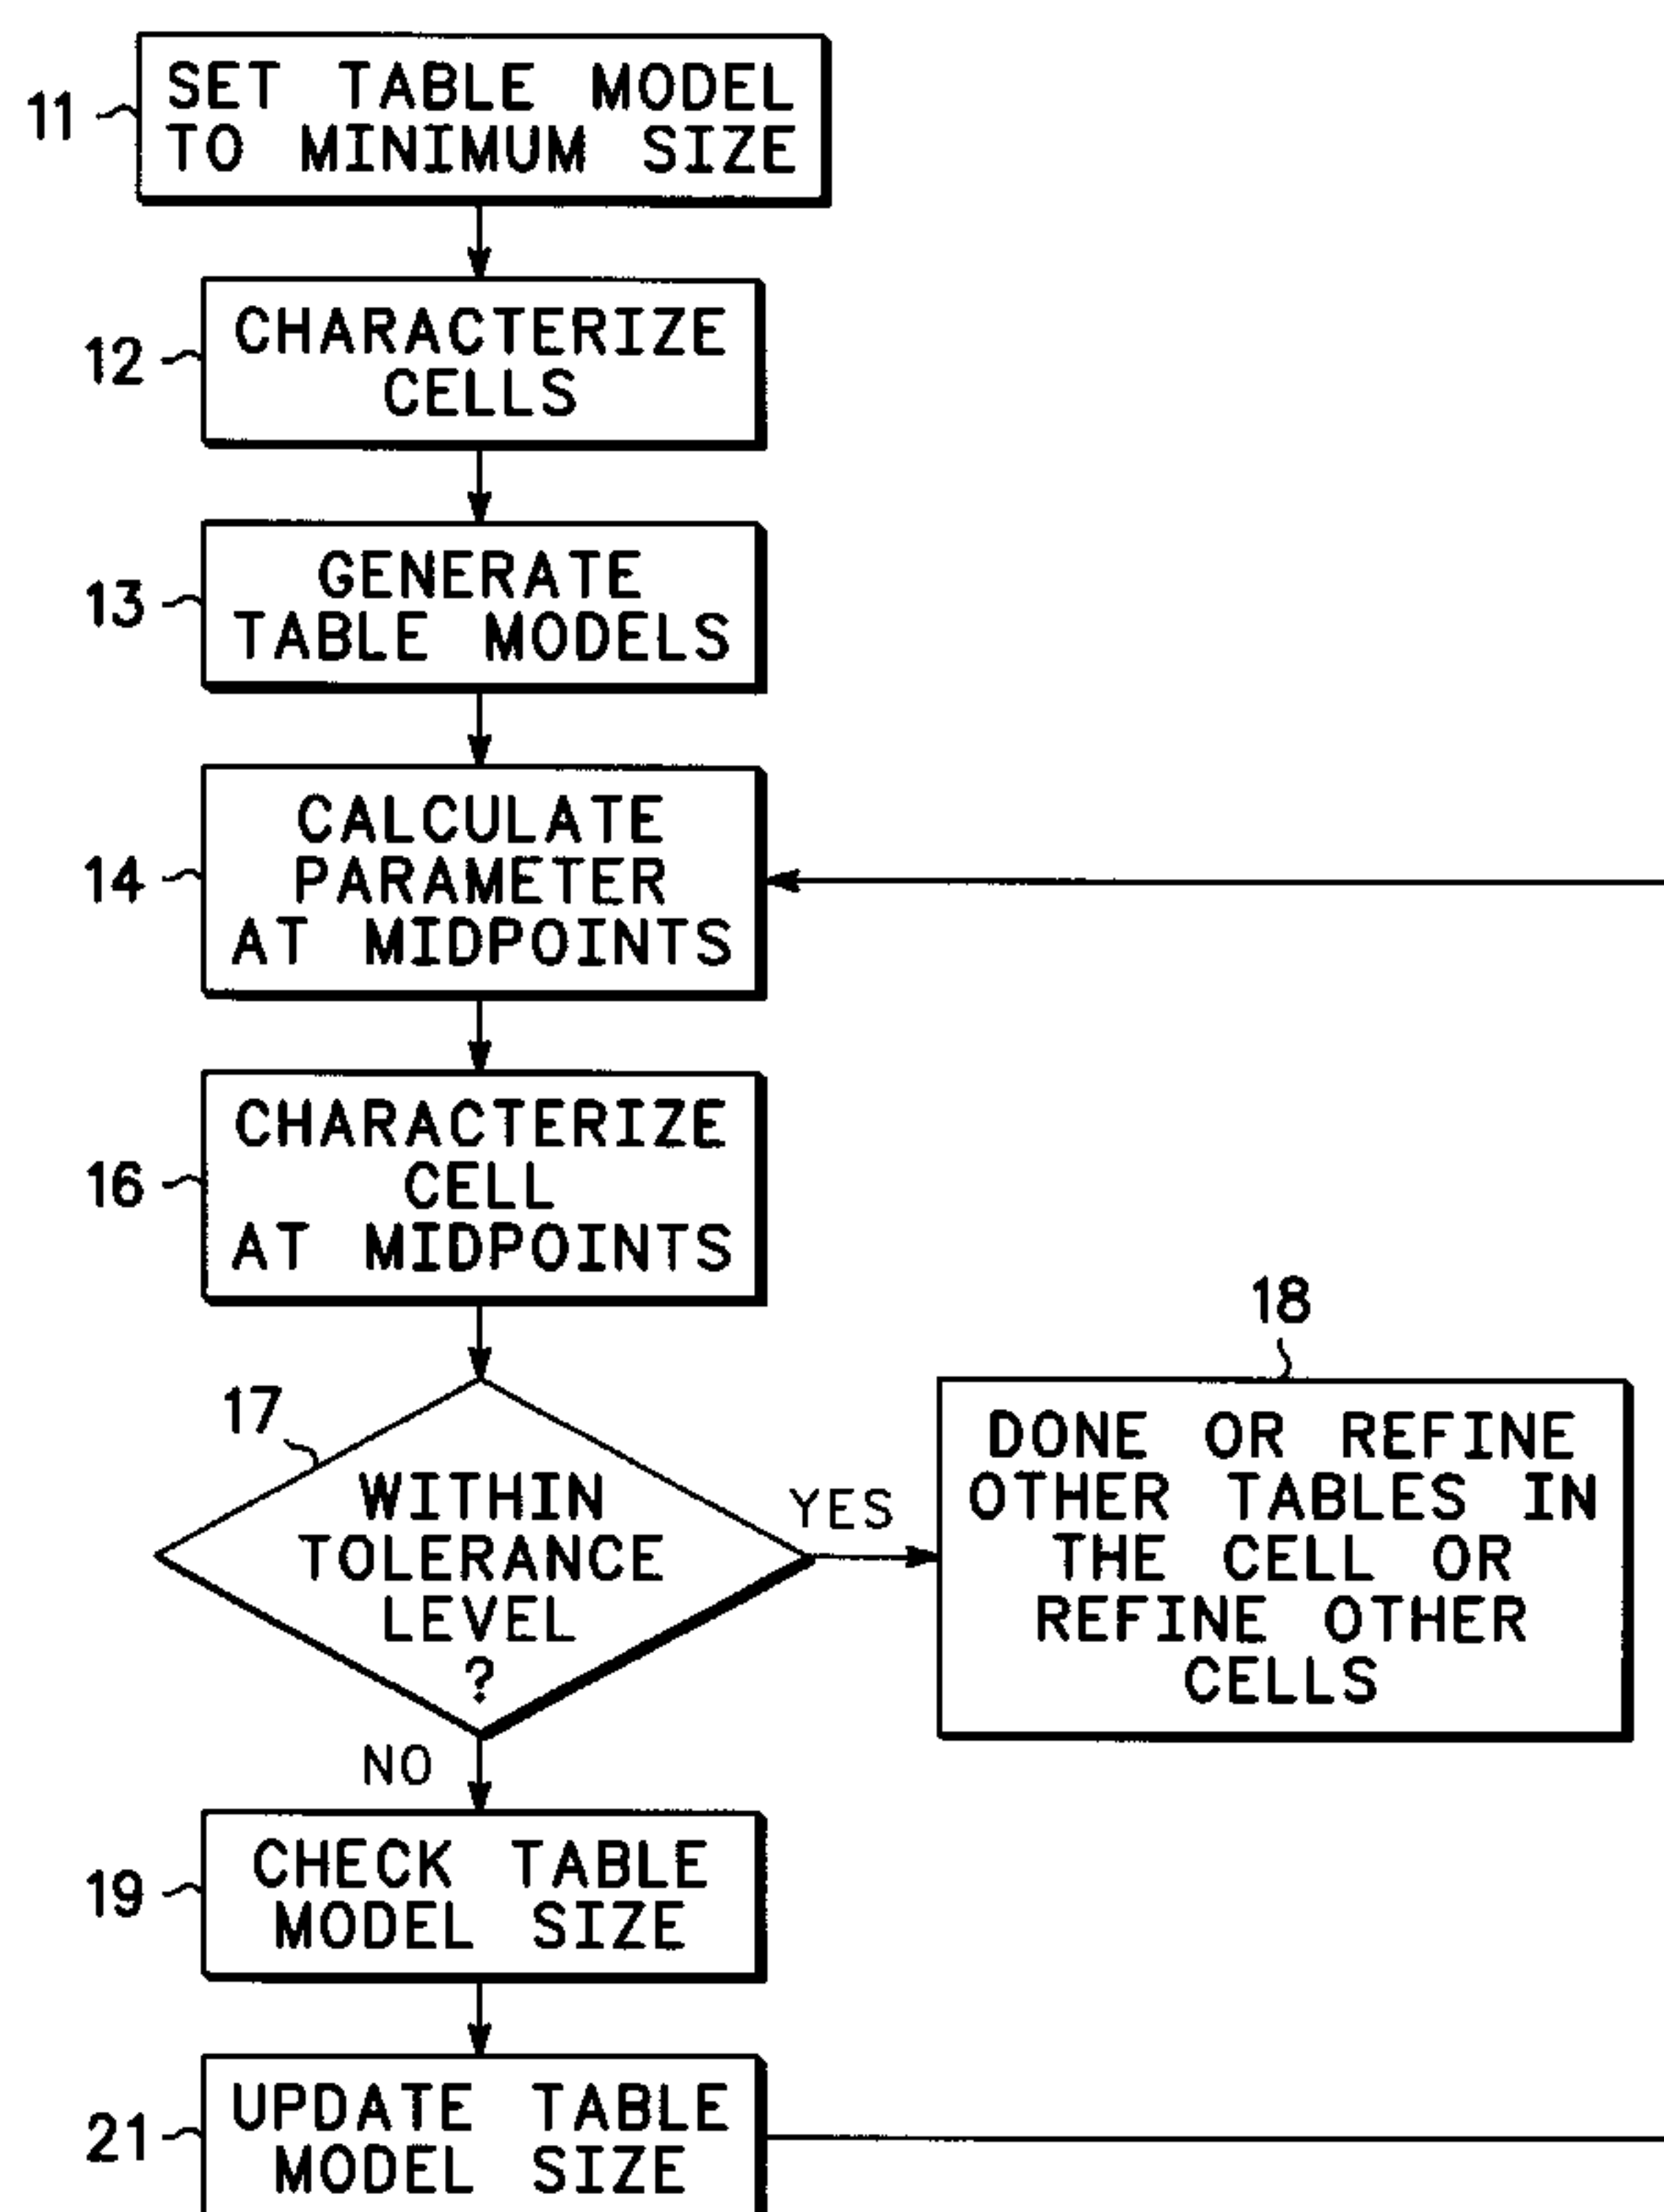 11
SET TABLE MODEL
TO MINIMUM SIZE
12
CHARACTERIZE
CELLS
13
GENERATE
TABLE MODELS
14
CALCULATE
PARAMETER
AT MIDPOINTS
16
CHARACTERIZE
CELL
AT MIDPOINTS
17
WITHIN
TOLERANCE
LEVEL
?
YES
18
DONE OR REFINE
OTHER TABLES IN
THE CELL OR
REFINE OTHER
CELLS
NO
19
CHECK TABLE
MODEL SIZE
21
UPDATE TABLE
MODEL SIZE